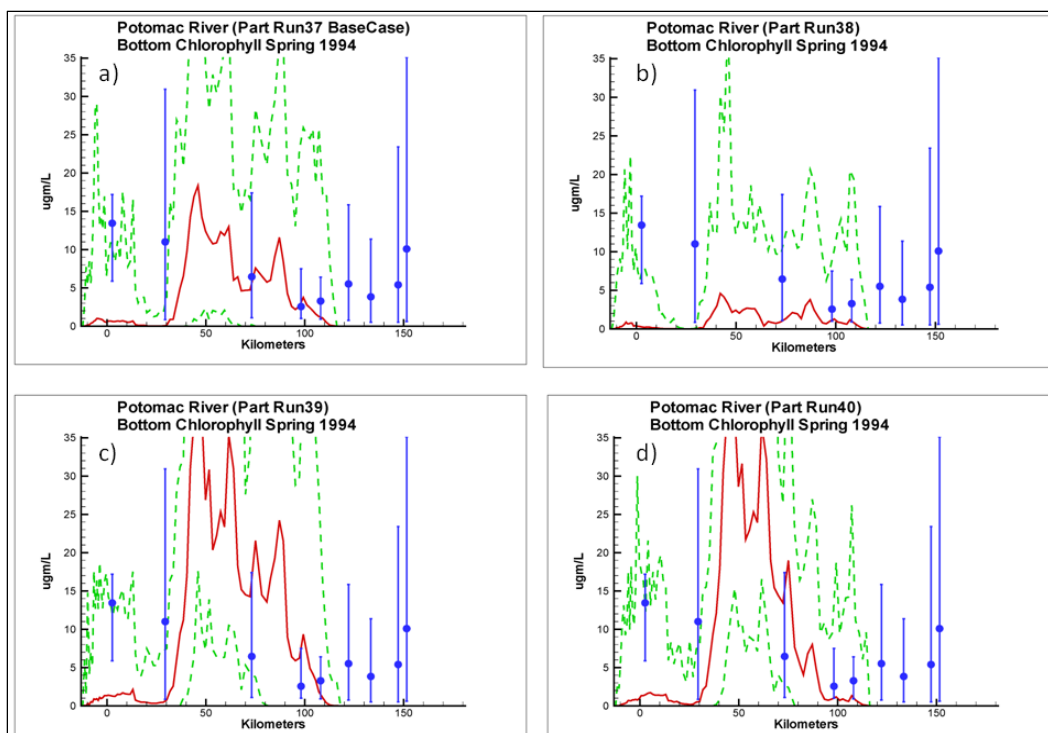 Potomac River (Part Run37 BaseCase)
Bottom Chlorophyll Spring 1994
a)
35
30
25
20
15
10
5
0
ugm/L
0
50
100
150
Kilometers
Potomac River (Part Run38)
Bottom Chlorophyll Spring 1994
b)
35
30
25
20
15
10
5
0
ugm/L
0
50
100
150
Kilometers
Potomac River (Part Run39)
Bottom Chlorophyll Spring 1994
c)
35
30
25
20
15
10
5
0
ugm/L
0
50
100
150
Kilometers
Potomac River (Part Run40)
Bottom Chlorophyll Spring 1994
d)
35
30
25
20
15
10
5
0
ugm/L
0
50
100
150
Kilometers